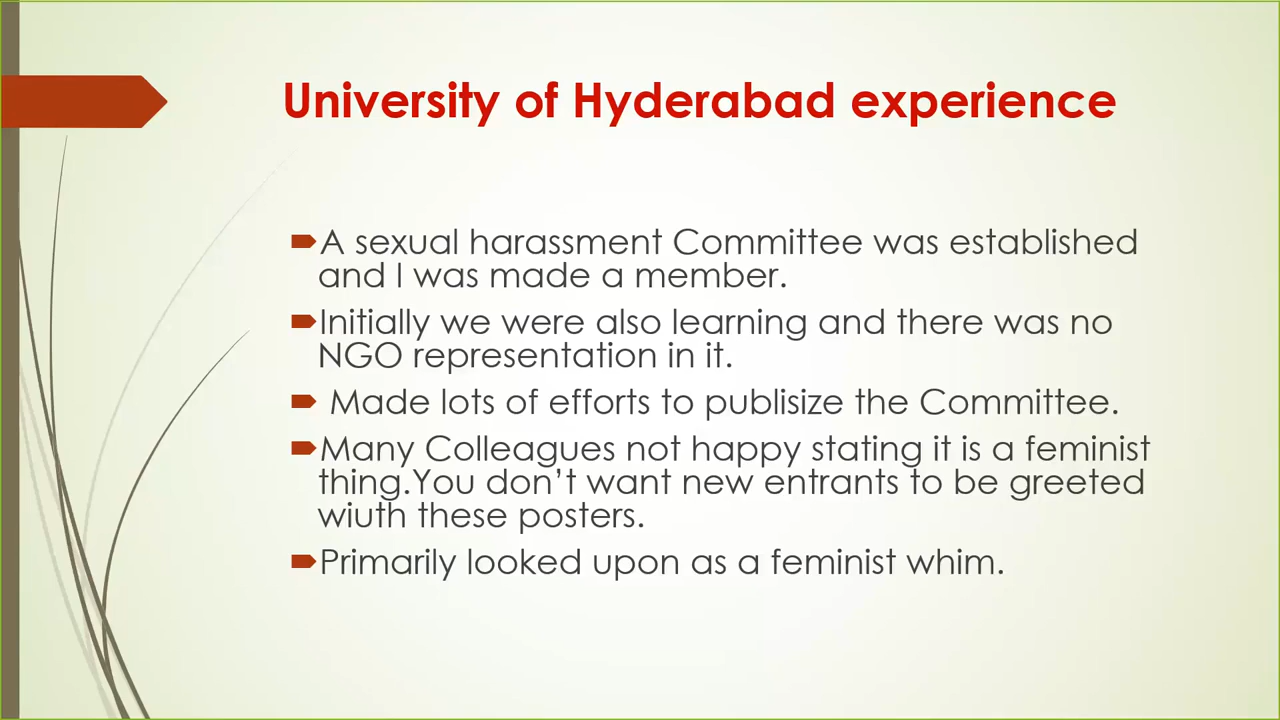 University of Hyderabad experience
A sexual harassment Committee was established
and I was made a member.
Initially we were also learning and there was no
NGO representation in it.
Made lots of efforts to publisize the Committee.
Many Colleagues not happy stating it is a feminist
thing.You don’t want new entrants to be greeted
wiuth these posters.
Primarily looked upon as a feminist whim.